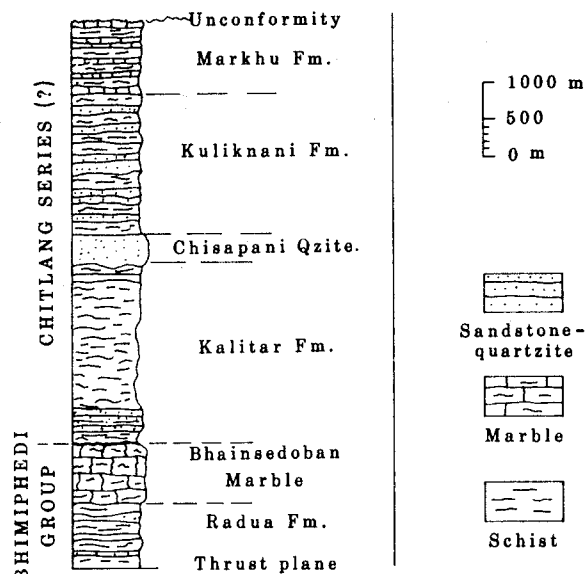 Unconformity
Markhu Fm.
Kuliknani Fm.
Chisapani Qzite.
Kalitar Fm.
Bhainsedoban
Marble
Radua Fm.
Thrust plane
CHITLANG SERIES (?)
BHIMIPHEDI
GROUP
1000 m
500
0 m
Sandstone-
quartzite
Marble
Schist